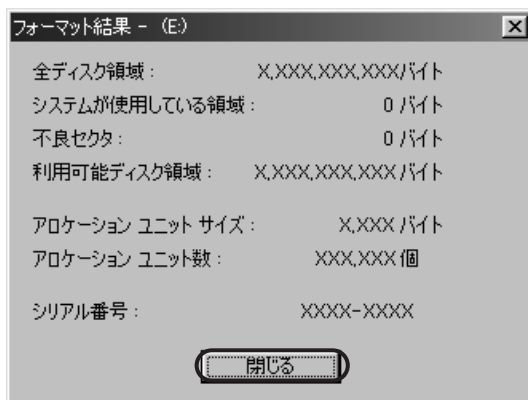 フォーマット結果 - (E:)
全ディスク領域: X,XXX,XXX,XXXバイト
システムが使用している領域: 0 バイト
不良セクタ: 0 バイト
利用可能ディスク領域: X,XXX,XXX,XXX バイト
アロケーション ユニット サイズ: X,XXX バイト
アロケーション ユニット数: XXX,XXX 個
シリアル番号: XXXX-XXXX
閉じる